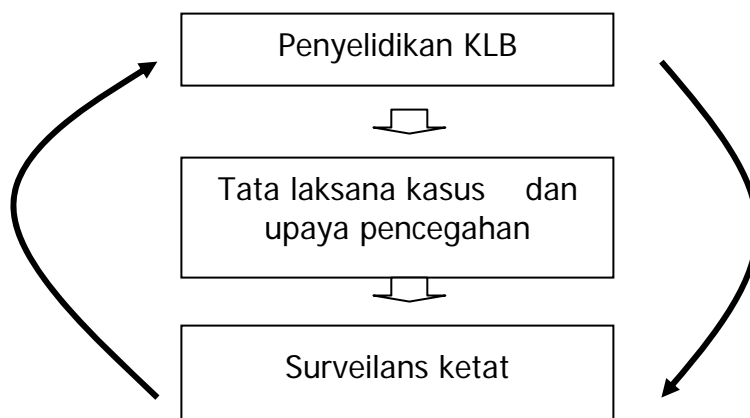 Penyelidikan KLB
Tata laksana kasus dan
upaya pencegahan
Surveilans ketat